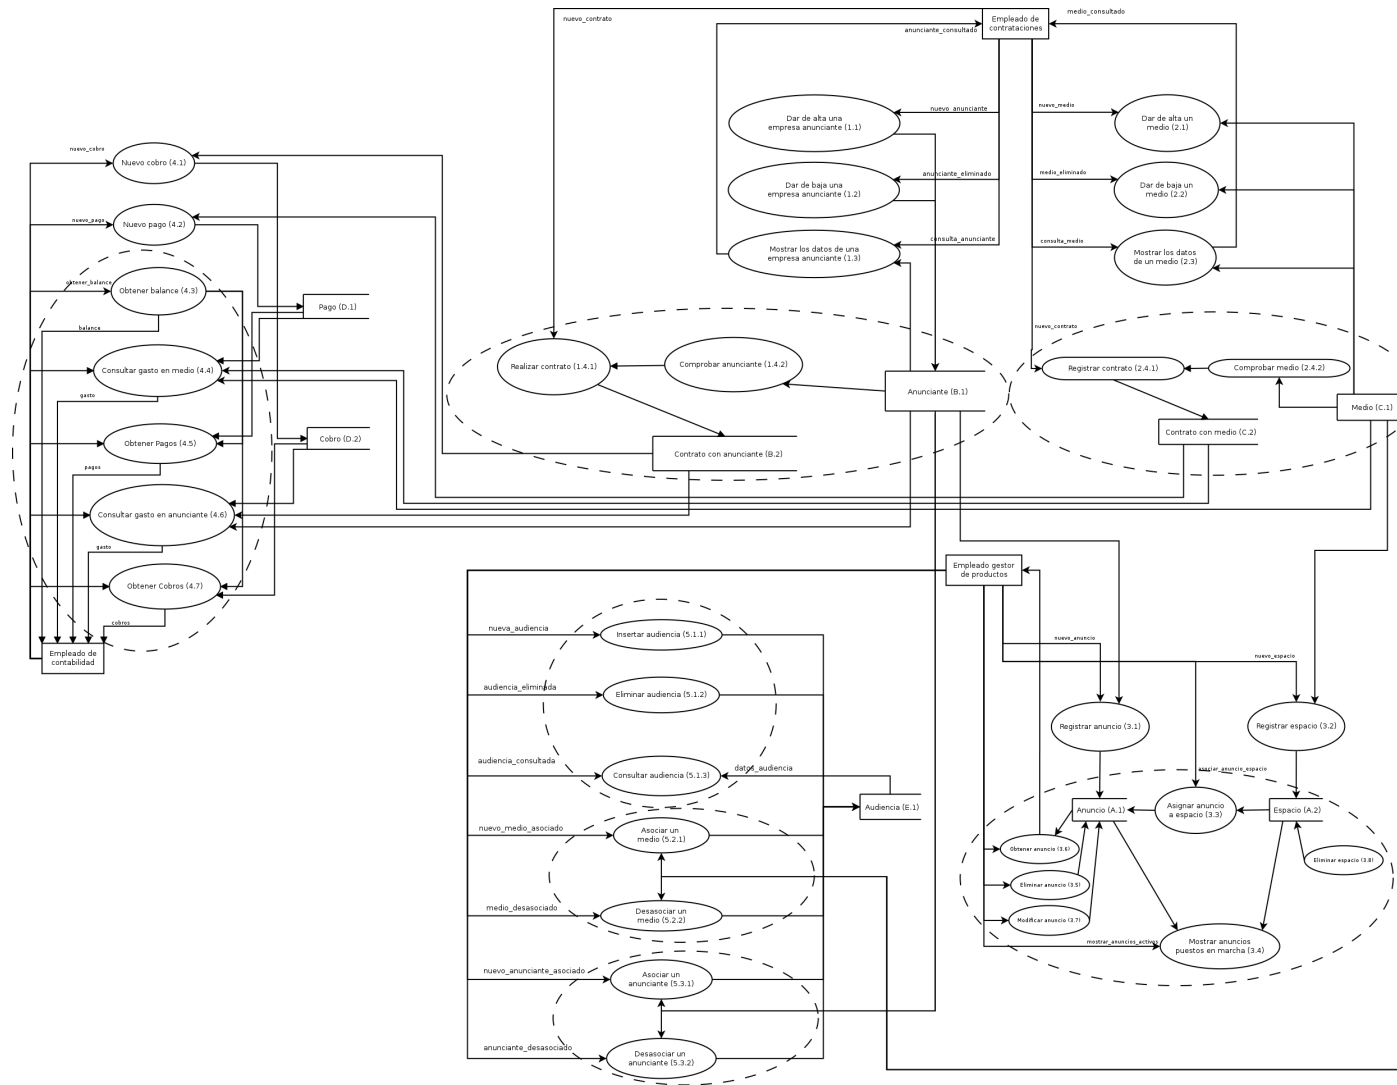 nuevo_contrato
Empleado de
contrataciones
medio_consultado
anunciante_consultado
nuevo_anunciante
Dar de alta una
empresa anunciante (1.1)
nuevo_medio
Dar de alta un
medio (2.1)
anunciante_eliminado
Dar de baja una
empresa anunciante (1.2)
medio_eliminado
Dar de baja un
medio (2.2)
consulta_anunciante
Mostrar los datos de una
empresa anunciante (1.3)
consulta_medio
Mostrar los datos
de un medio (2.3)
nuevo_cobro
Nuevo cobro (4.1)
nuevo_pago
Nuevo pago (4.2)
obtener_balance
Obtener balance (4.3)
balance
Pago (D.1)
Consultar gasto en medio (4.4)
gasto
Obtener Pagos (4.5)
pagos
Cobro (D.2)
Consultar gasto en anunciante (4.6)
gasto
Obtener Cobros (4.7)
cobros
Empleado de
contabilidad
Realizar contrato (1.4.1)
Comprobar anunciante (1.4.2)
Anunciante (B.1)
Contrato con anunciante (B.2)
nuevo_contrato
Registrar contrato (2.4.1)
Comprobar medio (2.4.2)
Medio (C.1)
Contrato con medio (C.2)
Empleado gestor
de productos
nueva_audiencia
Insertar audiencia (5.1.1)
audiencia_eliminada
Eliminar audiencia (5.1.2)
audiencia_consultada
Consultar audiencia (5.1.3)
datos_audiencia
Audiencia (E.1)
nuevo_medio_asociado
Asociar un
medio (5.2.1)
medio_desasociado
Desasociar un
medio (5.2.2)
nuevo_anunciante_asociado
Asociar un
anunciante (5.3.1)
anunciante_desasociado
Desasociar un
anunciante (5.3.2)
nuevo_anuncio
nuevo_espacio
Registrar anuncio (3.1)
Registrar espacio (3.2)
asociar_anuncio_espacio
Anuncio (A.1)
Asignar anuncio
a espacio (3.3)
Espacio (A.2)
Obtener anuncio (3.6)
Eliminar espacio (3.8)
Eliminar anuncio (3.5)
Modificar anuncio (3.7)
mostrar_anuncios_activos
Mostrar anuncios
puestos en marcha (3.4)